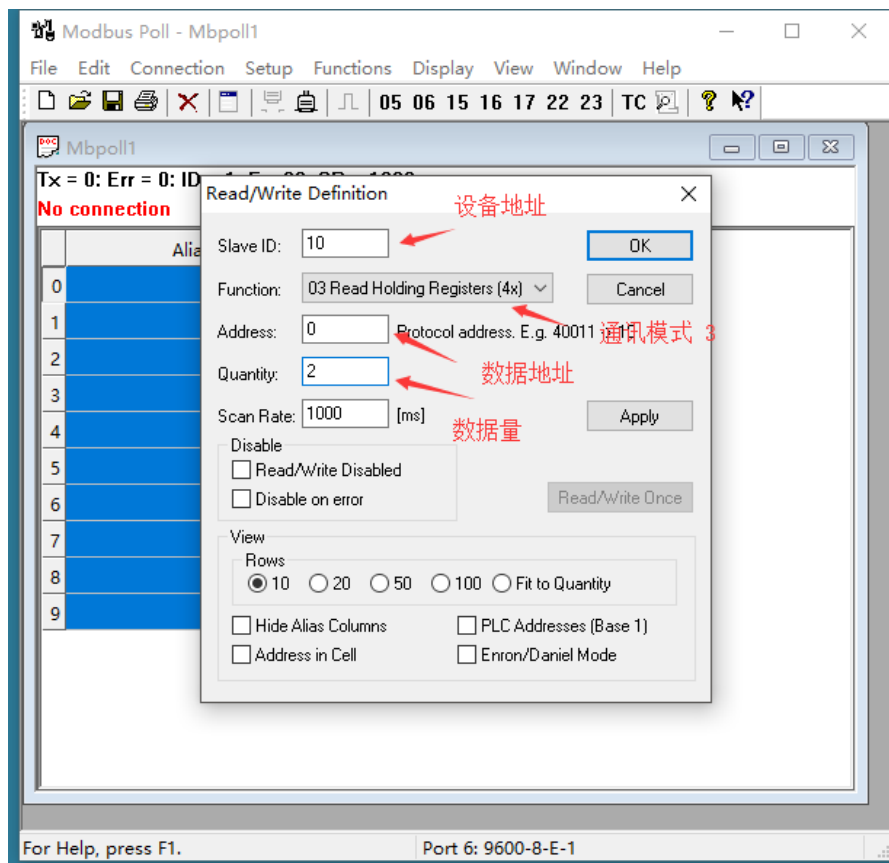 Modbus Poll - Mbpoll1
File Edit Connection Setup Functions Display View Window Help
05 06 15 16 17 22 23 TC
Mbpoll1
Tx = 0: Err = 0: ID
No connection
Read/Write Definition
设备地址
Alia
Slave ID: 10 OK
0
Function: 03 Read Holding Registers (4x) Cancel
1
Address: 0 Protocol address. E.g. 40011
通讯模式 3
2
Quantity: 2 数据地址
3
Scan Rate: 1000 [ms] 数据量 Apply
4
Disable
5
Read/Write Disabled
6
Disable on error Read/Write Once
7
View
Rows
8
10 20 50 100 Fit to Quantity
9
Hide Alias Columns PLC Addresses (Base 1)
Address in Cell Enron/Daniel Mode
For Help, press F1. Port 6: 9600-8-E-1